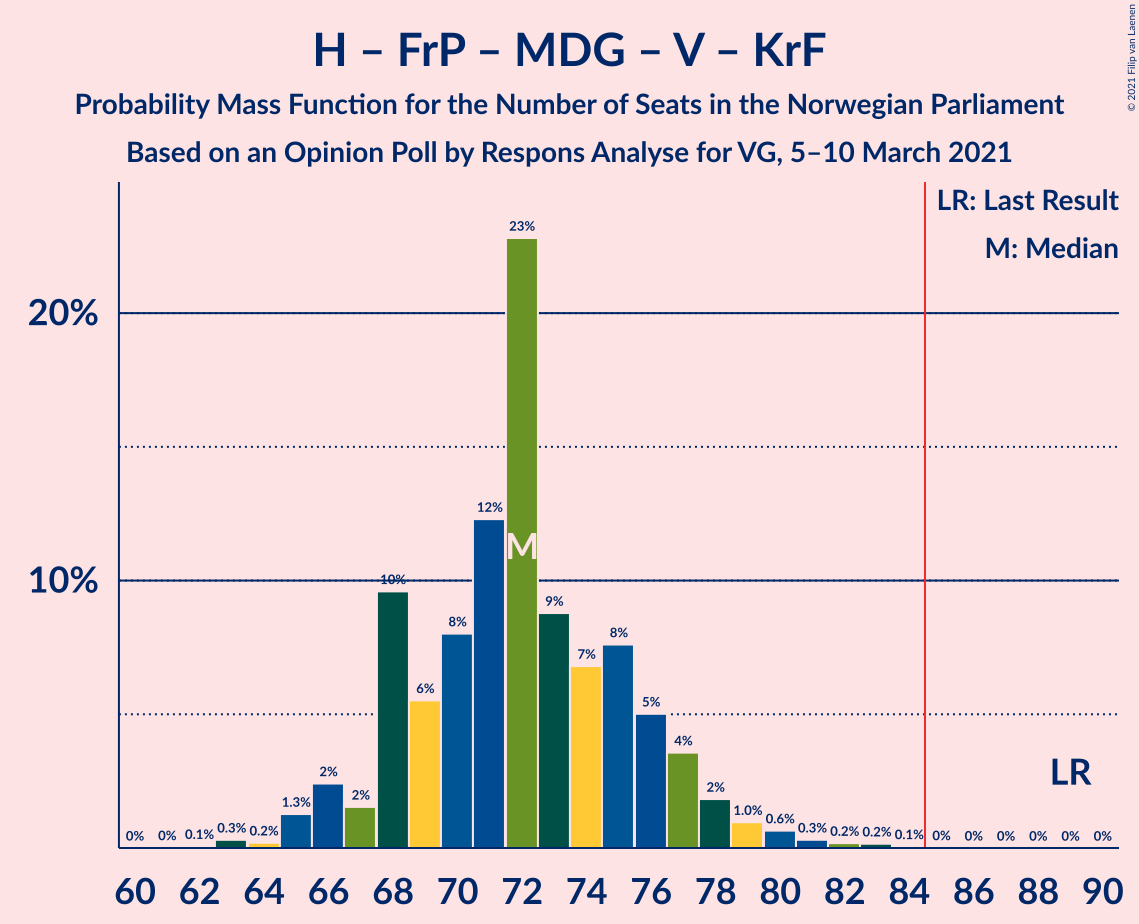 H – FrP – MDG – V – KrF
Probability Mass Function for the Number of Seats in the Norwegian Parliament
Based on an Opinion Poll by Respons Analyse for VG, 5–10 March 2021
© 2021 Filip van Laenen
LR: Last Result
M: Median
20%
10%
0% 0% 0.1% 0.3% 0.2% 1.3% 2% 2% 10% 6% 8% 12% 23% 9% 7% 8% 5% 4% 2% 1.0% 0.6% 0.3% 0.2% 0.2% 0.1% 0% 0% 0% 0% 0% 0%
M
LR
60 62 64 66 68 70 72 74 76 78 80 82 84 86 88 90